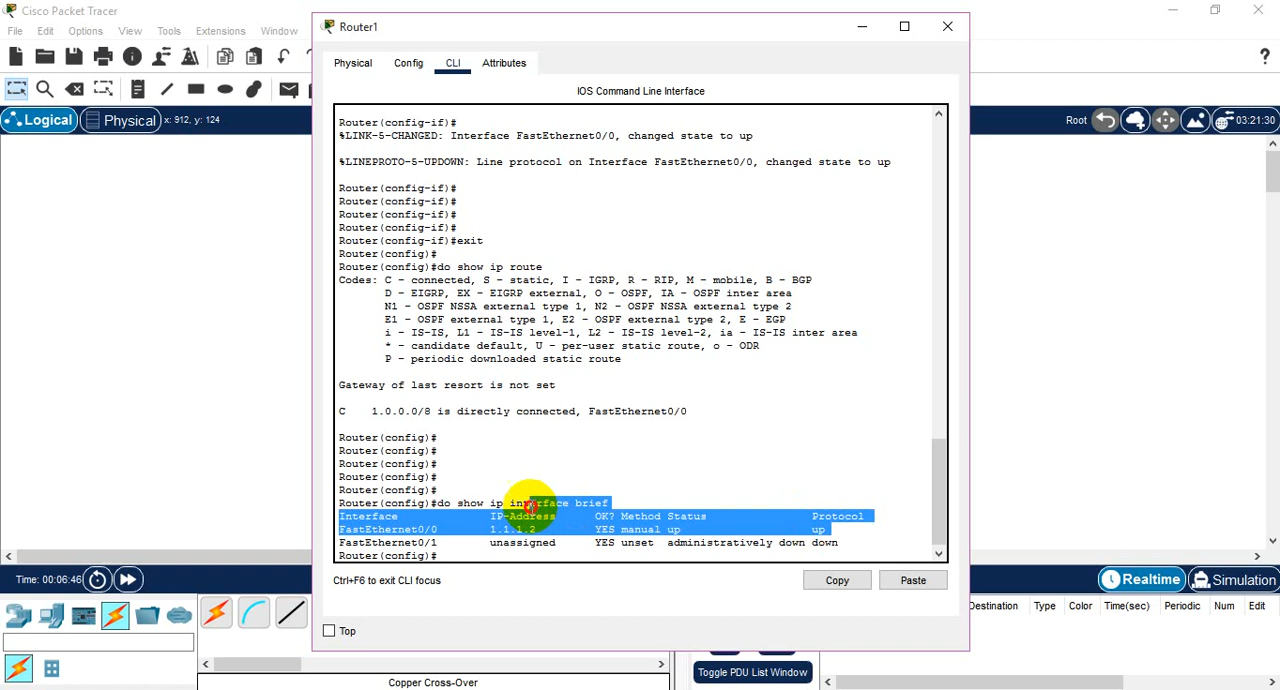 Cisco Packet Tracer
File Edit Options View Tools Extensions Window
?
Logical Physical x: 912, y: 124
Root 03:21:30
Router1
Physical Config CLI Attributes
IOS Command Line Interface
Router(config-if)#
%LINK-5-CHANGED: Interface FastEthernet0/0, changed state to up
%LINEPROTO-5-UPDOWN: Line protocol on Interface FastEthernet0/0, changed state to up
Router(config-if)#
Router(config-if)#
Router(config-if)#
Router(config-if)#
Router(config-if)#exit
Router(config)#
Router(config)#do show ip route
Codes: C - connected, S - static, I - IGRP, R - RIP, M - mobile, B - BGP
D - EIGRP, EX - EIGRP external, O - OSPF, IA - OSPF inter area
N1 - OSPF NSSA external type 1, N2 - OSPF NSSA external type 2
E1 - OSPF external type 1, E2 - OSPF external type 2, E - EGP
i - IS-IS, L1 - IS-IS level-1, L2 - IS-IS level-2, ia - IS-IS inter area
* - candidate default, U - per-user static route, o - ODR
P - periodic downloaded static route
Gateway of last resort is not set
C 1.0.0.0/8 is directly connected, FastEthernet0/0
Router(config)#
Router(config)#
Router(config)#
Router(config)#
Router(config)#
Router(config)#do show ip interface brief
Interface IP-Address OK? Method Status Protocol
FastEthernet0/0 1.1.1.2 YES manual up up
FastEthernet0/1 unassigned YES unset administratively down down
Router(config)#
Ctrl+F6 to exit CLI focus
Copy Paste
Top
Time: 00:06:46
Realtime Simulation
Destination Type Color Time(sec) Periodic Num Edit
Toggle PDU List Window
Copper Cross-Over